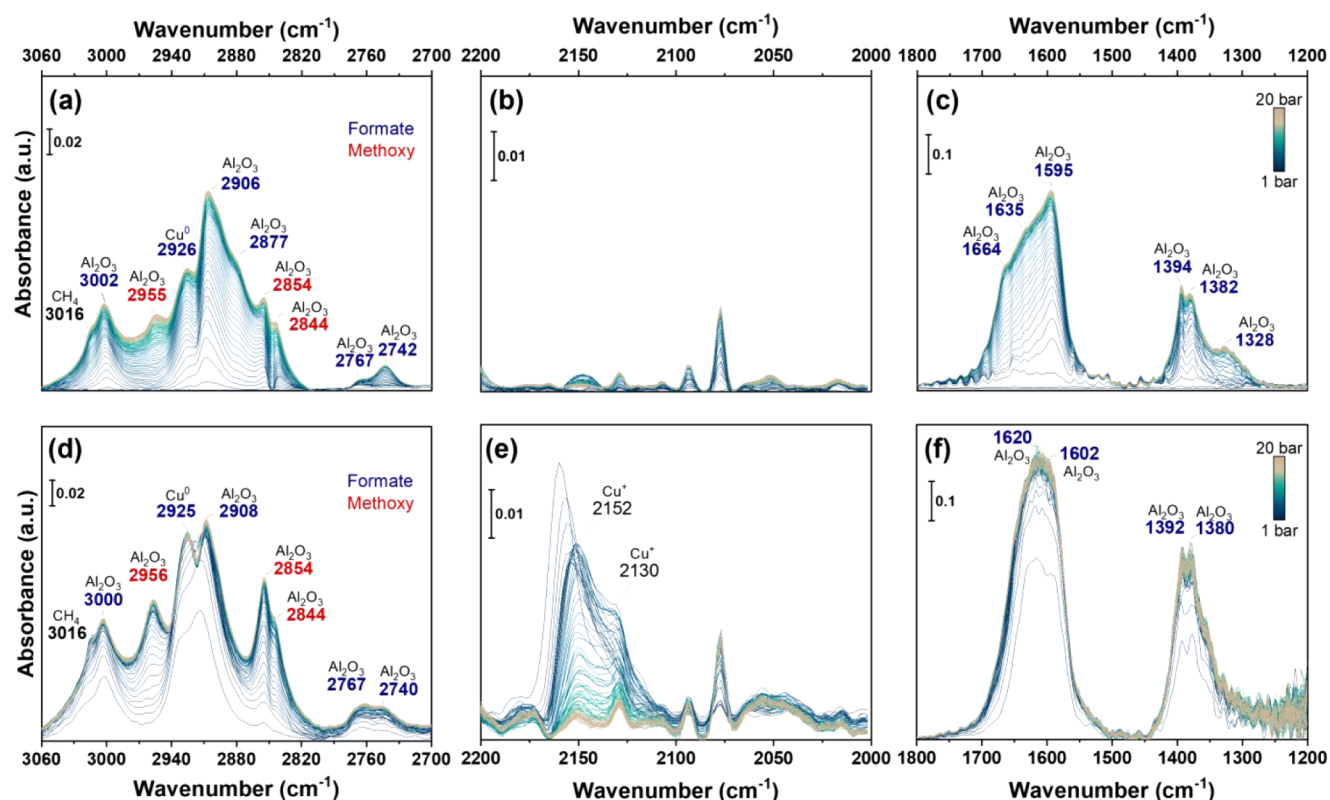 Wavenumber (cm⁻¹)
3060 3000 2940 2880 2820 2760 2700
Wavenumber (cm⁻¹)
2200 2150 2100 2050 2000
Wavenumber (cm⁻¹)
1800 1700 1600 1500 1400 1300 1200
Absorbance (a.u.)
(a)
0.02
Formate
Methoxy
CH₄
3016
Al₂O₃
3002
Al₂O₃
2955
Cu⁰
2926
Al₂O₃
2906
Al₂O₃
2877
Al₂O₃
2854
Al₂O₃
2844
Al₂O₃
2767
Al₂O₃
2742
(b)
0.01
(c)
0.1
20 bar
1 bar
Al₂O₃
1664
Al₂O₃
1635
Al₂O₃
1595
Al₂O₃
1394
Al₂O₃
1382
Al₂O₃
1328
Absorbance (a.u.)
(d)
0.02
Formate
Methoxy
CH₄
3016
Al₂O₃
3000
Al₂O₃
2956
Cu⁰
2925
Al₂O₃
2908
Al₂O₃
2854
Al₂O₃
2844
Al₂O₃
2767
Al₂O₃
2740
(e)
0.01
Cu⁺
2152
Cu⁺
2130
(f)
0.1
20 bar
1 bar
1620
Al₂O₃
1602
Al₂O₃
Al₂O₃
1392
Al₂O₃
1380
3060 3000 2940 2880 2820 2760 2700
Wavenumber (cm⁻¹)
2200 2150 2100 2050 2000
Wavenumber (cm⁻¹)
1800 1700 1600 1500 1400 1300 1200
Wavenumber (cm⁻¹)